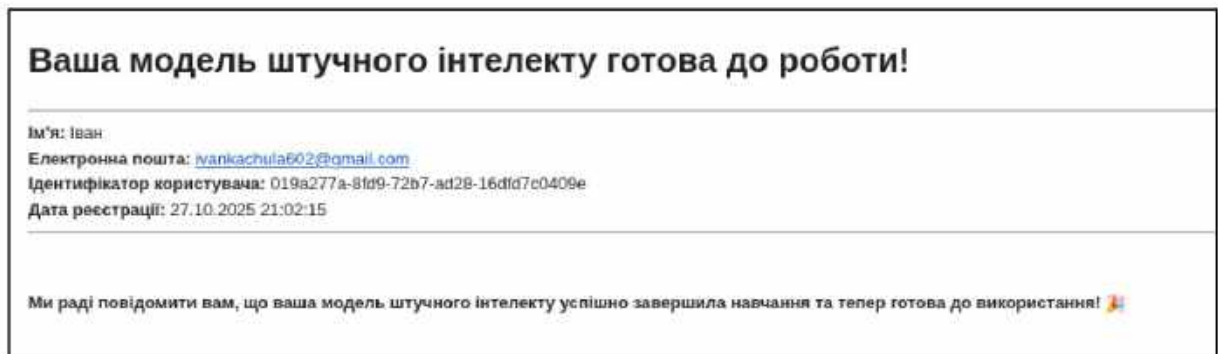 Ваша модель штучного інтелекту готова до роботи!
Ім'я: Іван
Електронна пошта: ivankachula602@gmail.com
Ідентифікатор користувача: 019a277a-8fd9-72b7-ad28-16dfd7c0409e
Дата реєстрації: 27.10.2025 21:02:15
Ми раді повідомити вам, що ваша модель штучного інтелекту успішно завершила навчання та тепер готова до використання! 🎉